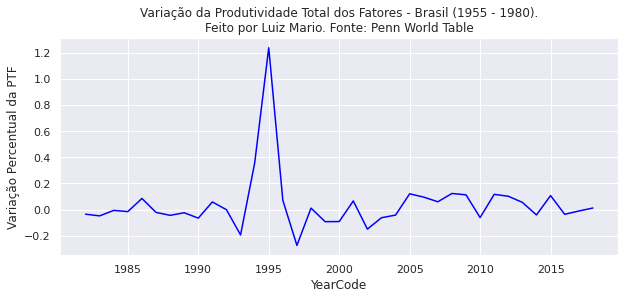 Variação da Produtividade Total dos Fatores - Brasil (1955 - 1980).
Feito por Luiz Mario. Fonte: Penn World Table
Variação Percentual da PTF
1.2
1.0
0.8
0.6
0.4
0.2
0.0
−0.2
1985 1990 1995 2000 2005 2010 2015
YearCode